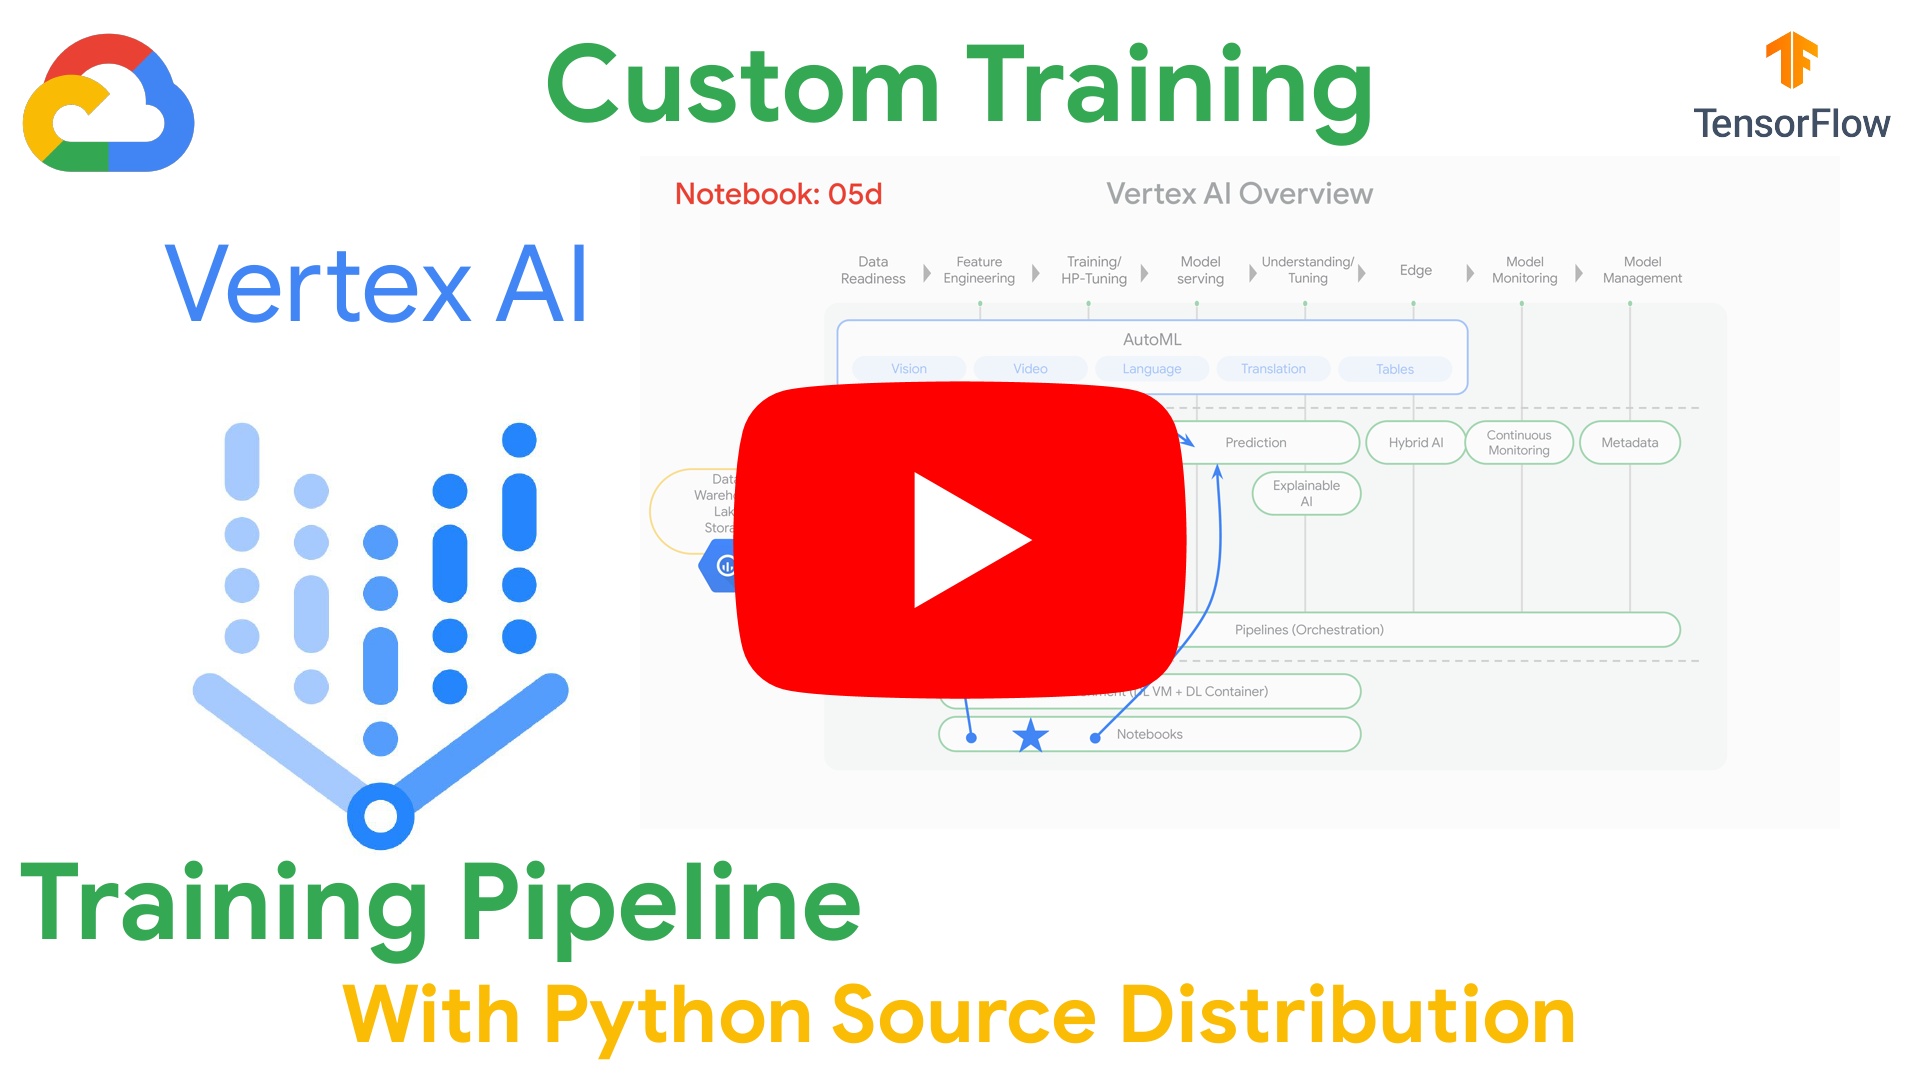 Custom Training
TensorFlow
Notebook: 05d
Vertex AI Overview
Vertex AI
Data
Readiness
Feature
Engineering
Training/
HP-Tuning
Model
serving
Understanding/
Tuning
Edge
Model
Monitoring
Model
Management
AutoML
Vision
Video
Language
Translation
Tables
Prediction
Hybrid AI
Continuous
Monitoring
Metadata
Explainable
AI
Data
Pipelines (Orchestration)
VM + DL Container)
Notebooks
Training Pipeline
With Python Source Distribution